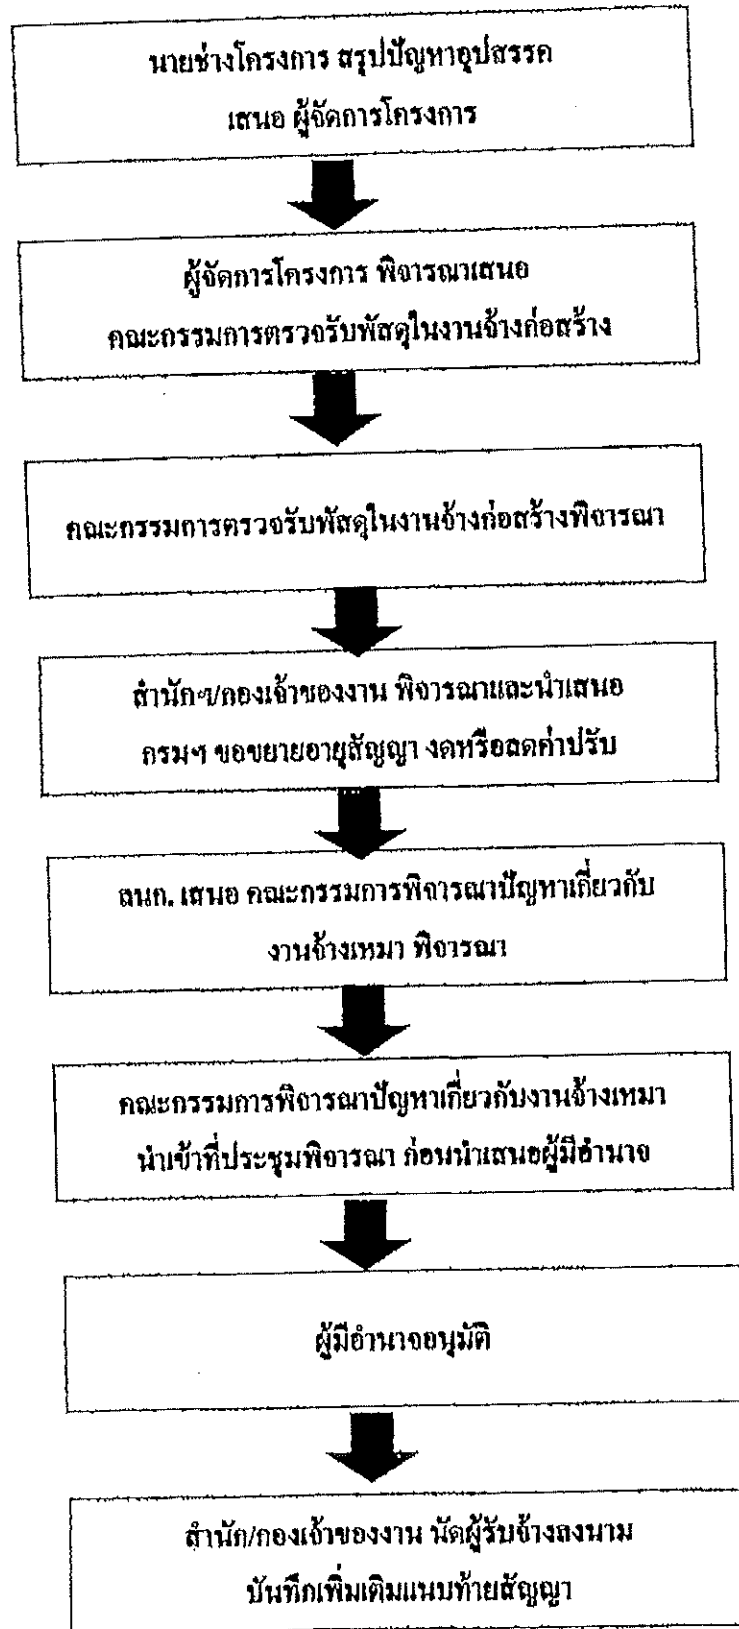 นายช่างโครงการ สรุปปัญหาอุปสรรค
เสนอ ผู้จัดการโครงการ
ผู้จัดการโครงการ พิจารณาเสนอ
คณะกรรมการตรวจรับพัสดุในงานจ้างก่อสร้าง
คณะกรรมการตรวจรับพัสดุในงานจ้างก่อสร้างพิจารณา
สำนักฯ/กองเจ้าของงาน พิจารณาและนำเสนอ
กรมฯ ขอขยายอายุสัญญา งดหรือลดค่าปรับ
สนก. เสนอ คณะกรรมการพิจารณาปัญหาเกี่ยวกับ
งานจ้างเหมา พิจารณา
คณะกรรมการพิจารณาปัญหาเกี่ยวกับงานจ้างเหมา
นำเข้าที่ประชุมพิจารณา ก่อนนำเสนอผู้มีอำนาจ
ผู้มีอำนาจอนุมัติ
สำนัก/กองเจ้าของงาน นัดผู้รับจ้างลงนาม
บันทึกเพิ่มเติมแนบท้ายสัญญา